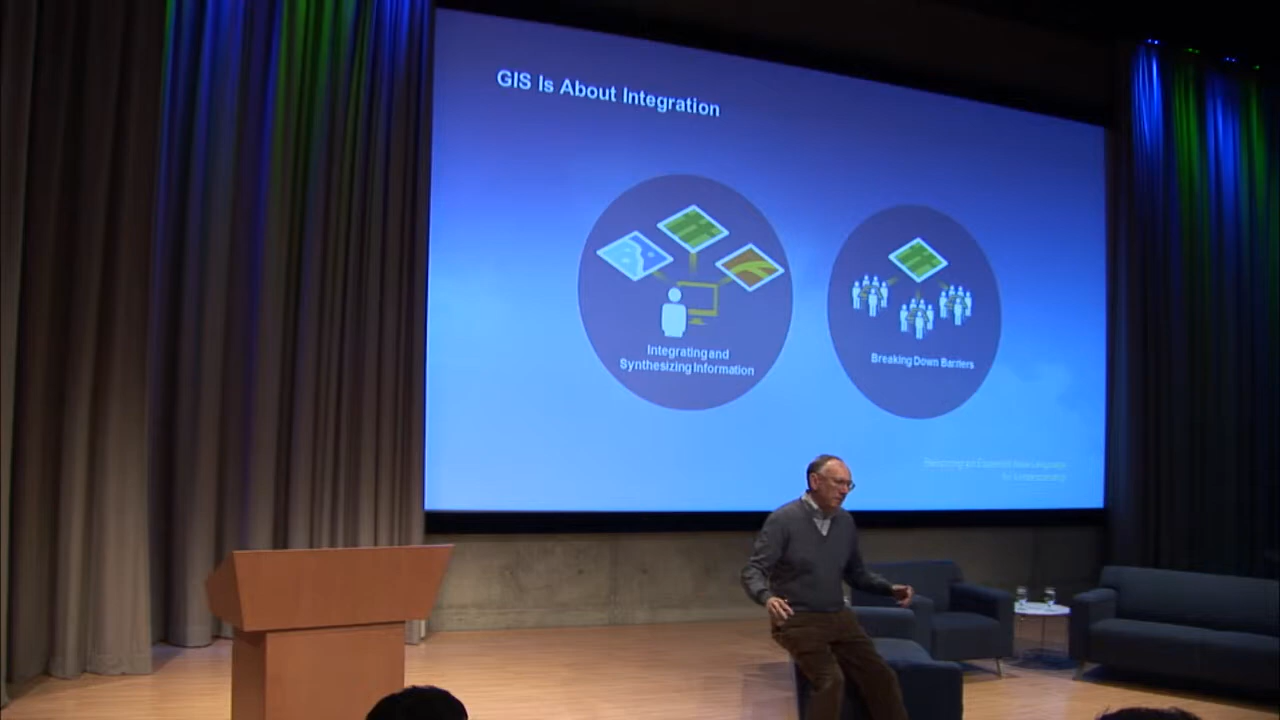 GIS Is About Integration
Integrating and
Synthesizing Information
Breaking Down Barriers